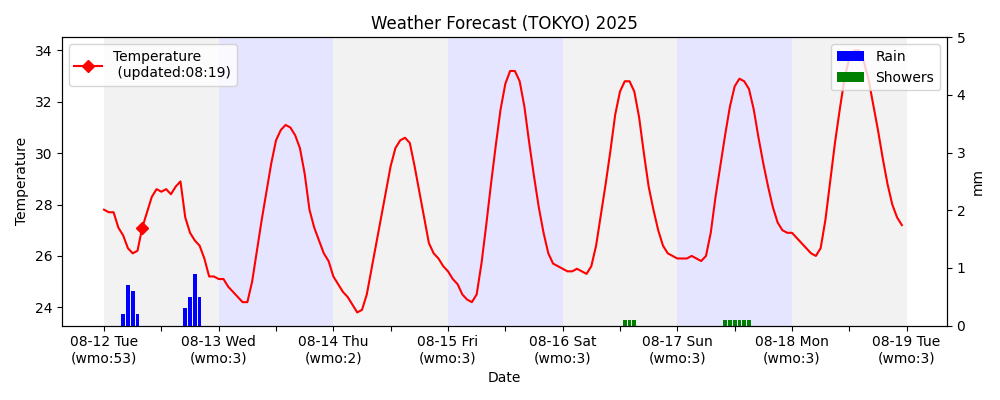 Weather Forecast (TOKYO) 2025
Temperature
(updated:08:19)
Rain
Showers
34
32
30
28
26
24
Temperature
5
4
3
2
1
0
mm
08-12 Tue
(wmo:53)
08-13 Wed
(wmo:3)
08-14 Thu
(wmo:2)
08-15 Fri
(wmo:3)
08-16 Sat
(wmo:3)
08-17 Sun
(wmo:3)
08-18 Mon
(wmo:3)
08-19 Tue
(wmo:3)
Date